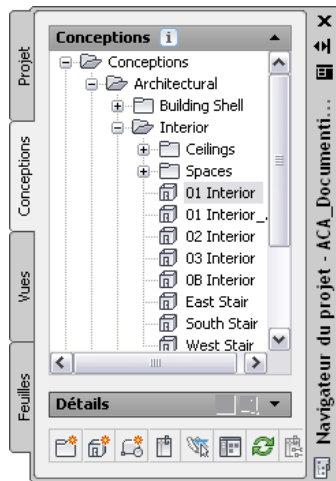 Projet
Conceptions
Vues
Feuilles
Conceptions
Conceptions
Architectural
Building Shell
Interior
Ceilings
Spaces
01 Interior
01 Interior_.
02 Interior
03 Interior
0B Interior
East Stair
South Stair
West Stair
Détails
Navigateur du projet - ACA_Documenti...